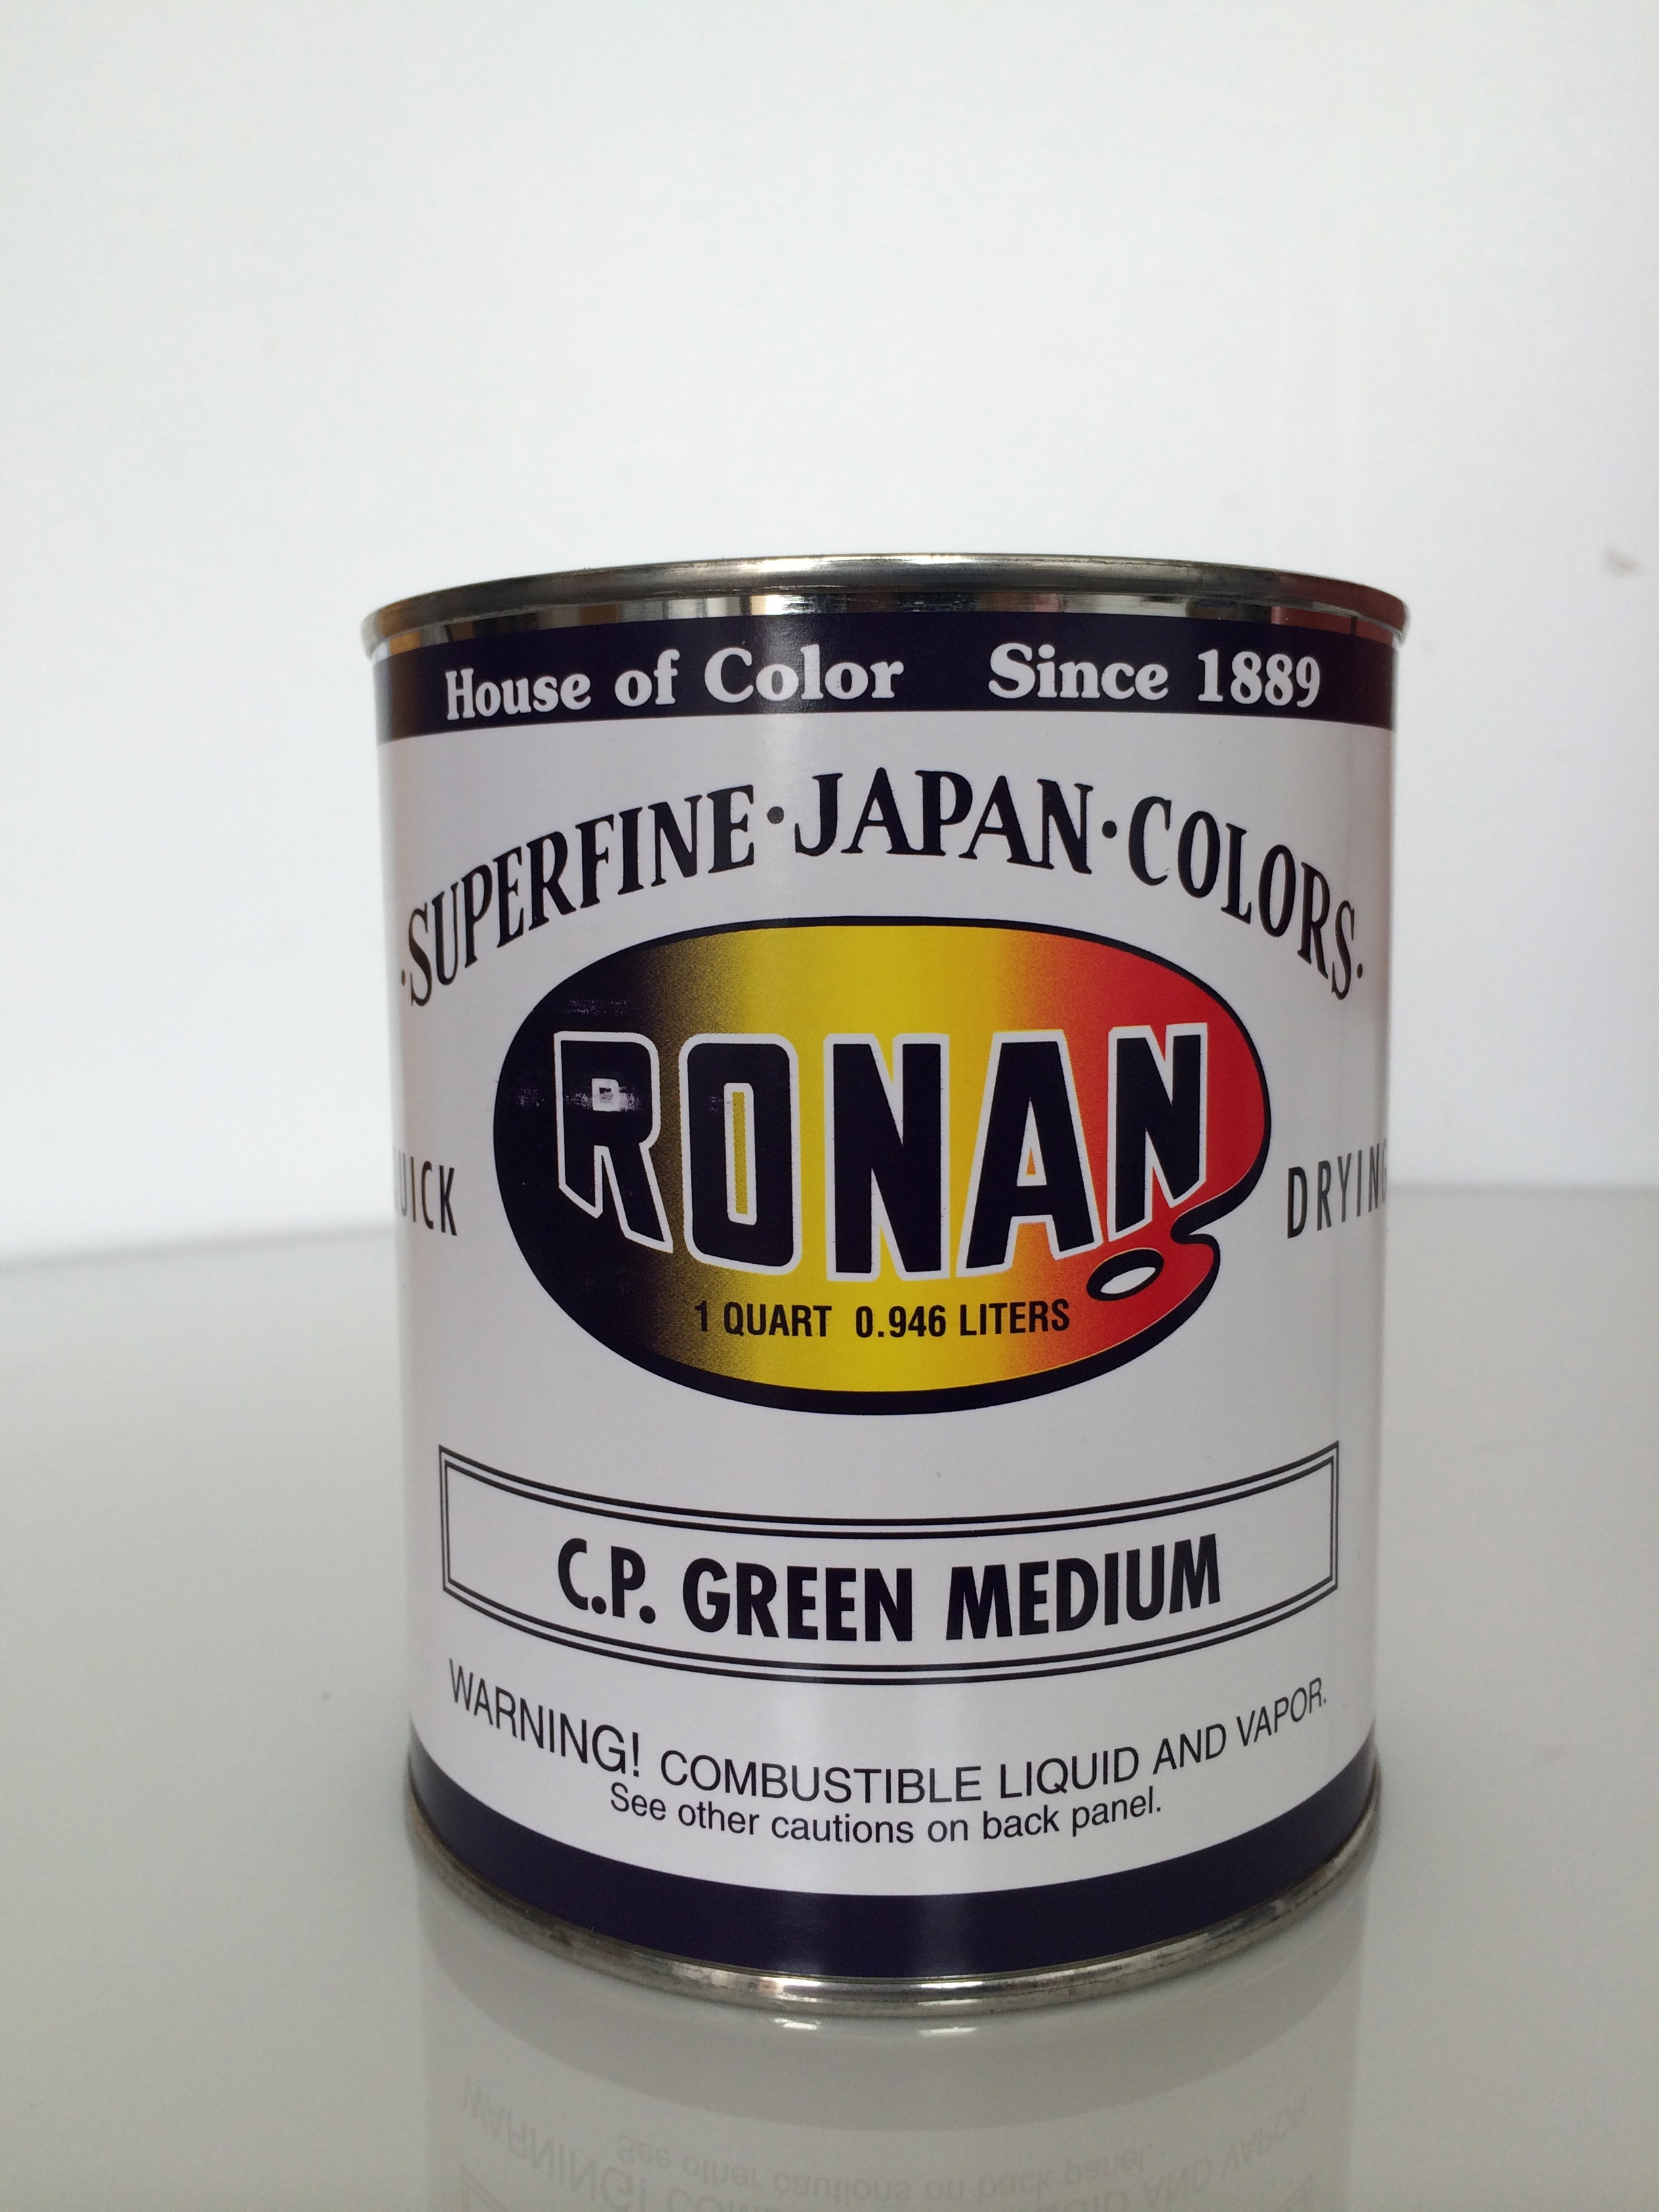 House of Color Since 1889
·SUPERFINE·JAPAN·COLORS·
RONAN
DRYING
1 QUART 0.946 LITERS
C.P. GREEN MEDIUM
WARNING! COMBUSTIBLE LIQUID AND VAPOR.
See other cautions on back panel.